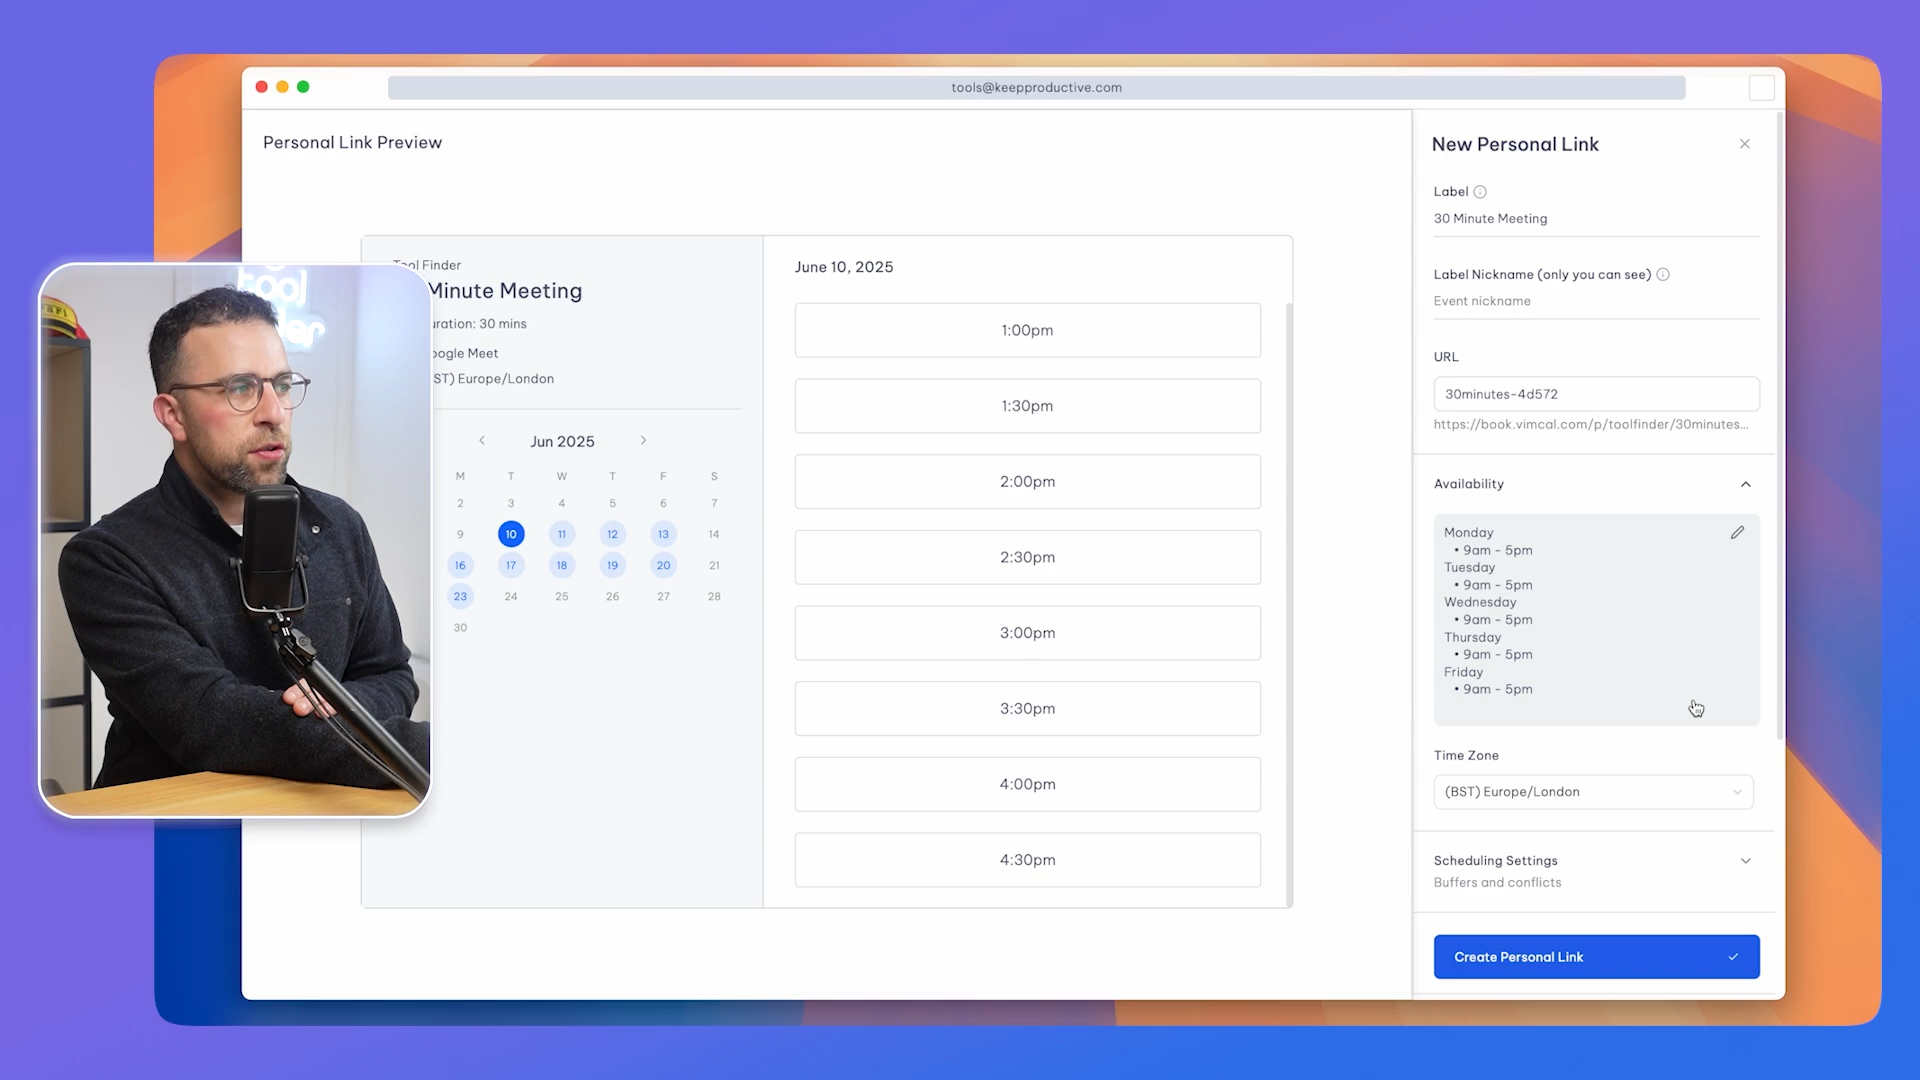 tools@keepproductive.com
Personal Link Preview
Tool Finder
Minute Meeting
uration: 30 mins
oogle Meet
ST) Europe/London
Jun 2025
M T W T F S
2 3 4 5 6 7
9 10 11 12 13 14
16 17 18 19 20 21
23 24 25 26 27 28
30
June 10, 2025
1:00pm
1:30pm
2:00pm
2:30pm
3:00pm
3:30pm
4:00pm
4:30pm
New Personal Link
Label
30 Minute Meeting
Label Nickname (only you can see)
Event nickname
URL
30minutes-4d572
https://book.vimcal.com/p/toolfinder/30minutes...
Availability
Monday
• 9am - 5pm
Tuesday
• 9am - 5pm
Wednesday
• 9am - 5pm
Thursday
• 9am - 5pm
Friday
• 9am - 5pm
Time Zone
(BST) Europe/London
Scheduling Settings
Buffers and conflicts
Create Personal Link
tool